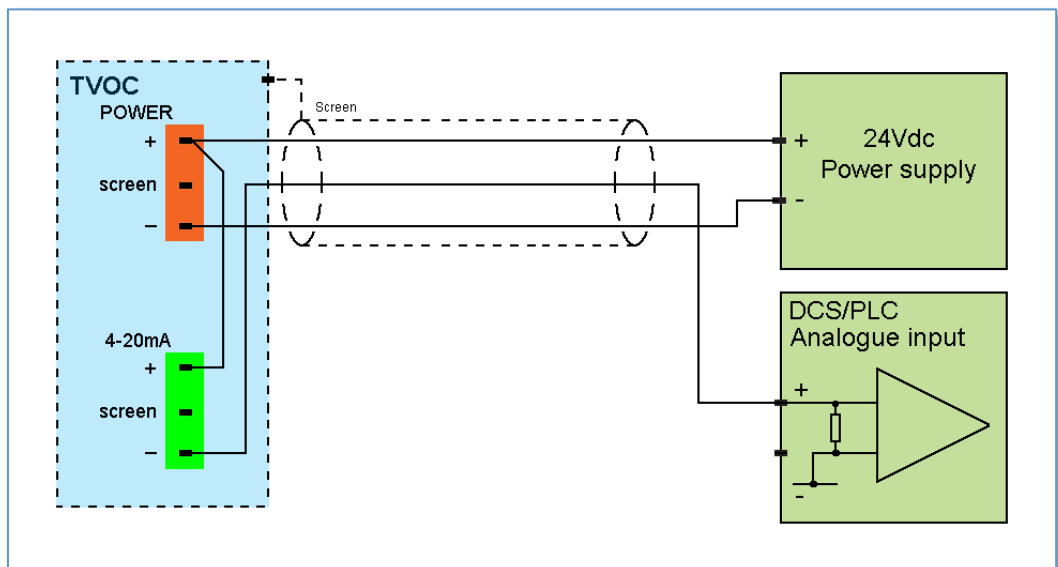 TVOC
POWER
+
screen
−
4-20mA
+
screen
−
Screen
24Vdc
Power supply
+
-
DCS/PLC
Analogue input
+
-